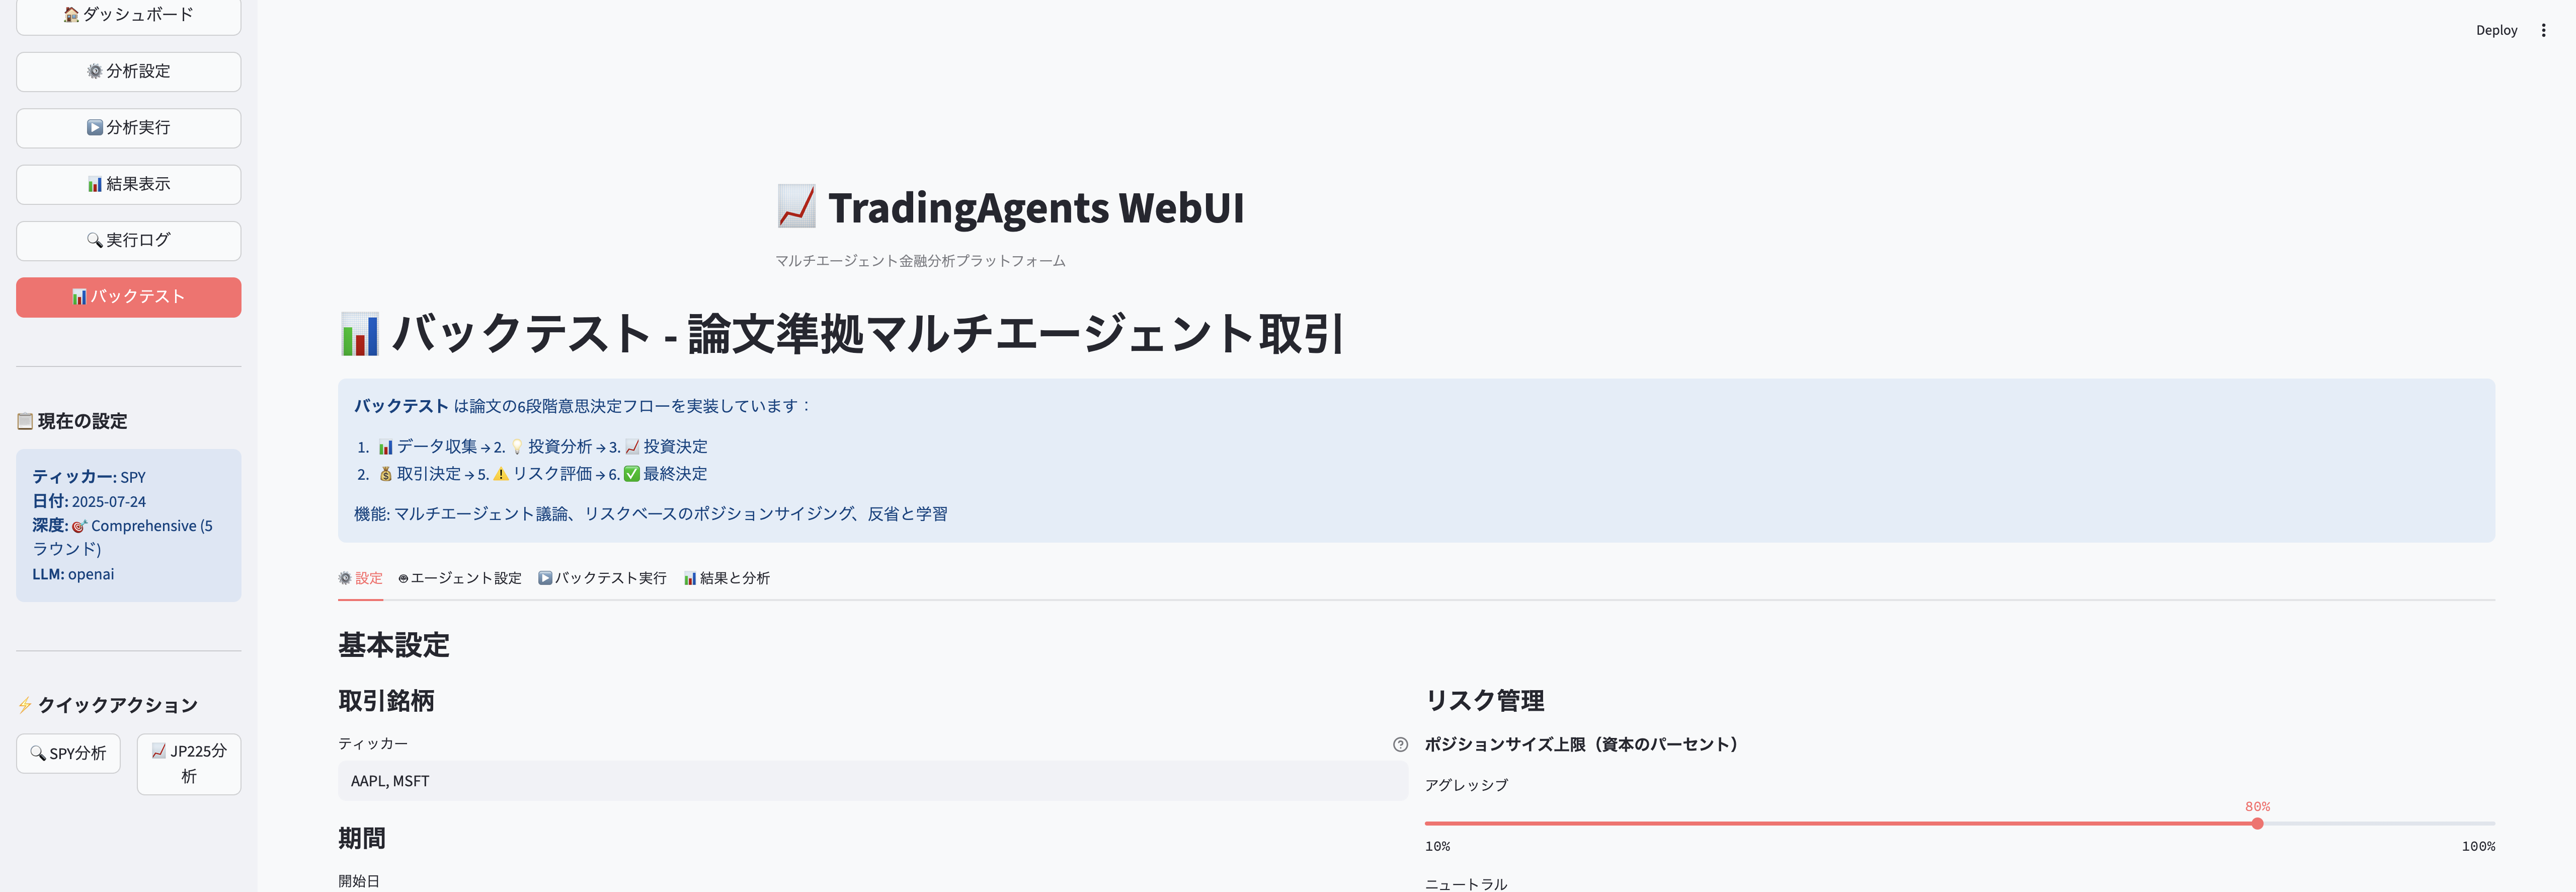 ダッシュボード
分析設定
分析実行
結果表示
実行ログ
バックテスト
現在の設定
ティッカー: SPY
日付: 2025-07-24
深度: Comprehensive (5
ラウンド)
LLM: openai
クイックアクション
SPY分析
JP225分
析
Deploy
TradingAgents WebUI
マルチエージェント金融分析プラットフォーム
バックテスト - 論文準拠マルチエージェント取引
バックテスト は論文の6段階意思決定フローを実装しています：
1. データ収集 → 2. 投資分析 → 3. 投資決定
2. 取引決定 → 5. リスク評価 → 6. 最終決定
機能: マルチエージェント議論、リスクベースのポジションサイジング、反省と学習
設定 エージェント設定 バックテスト実行 結果と分析
基本設定
取引銘柄
ティッカー
AAPL, MSFT
期間
開始日
リスク管理
ポジションサイズ上限（資本のパーセント）
アグレッシブ
80%
10% 100%
ニュートラル